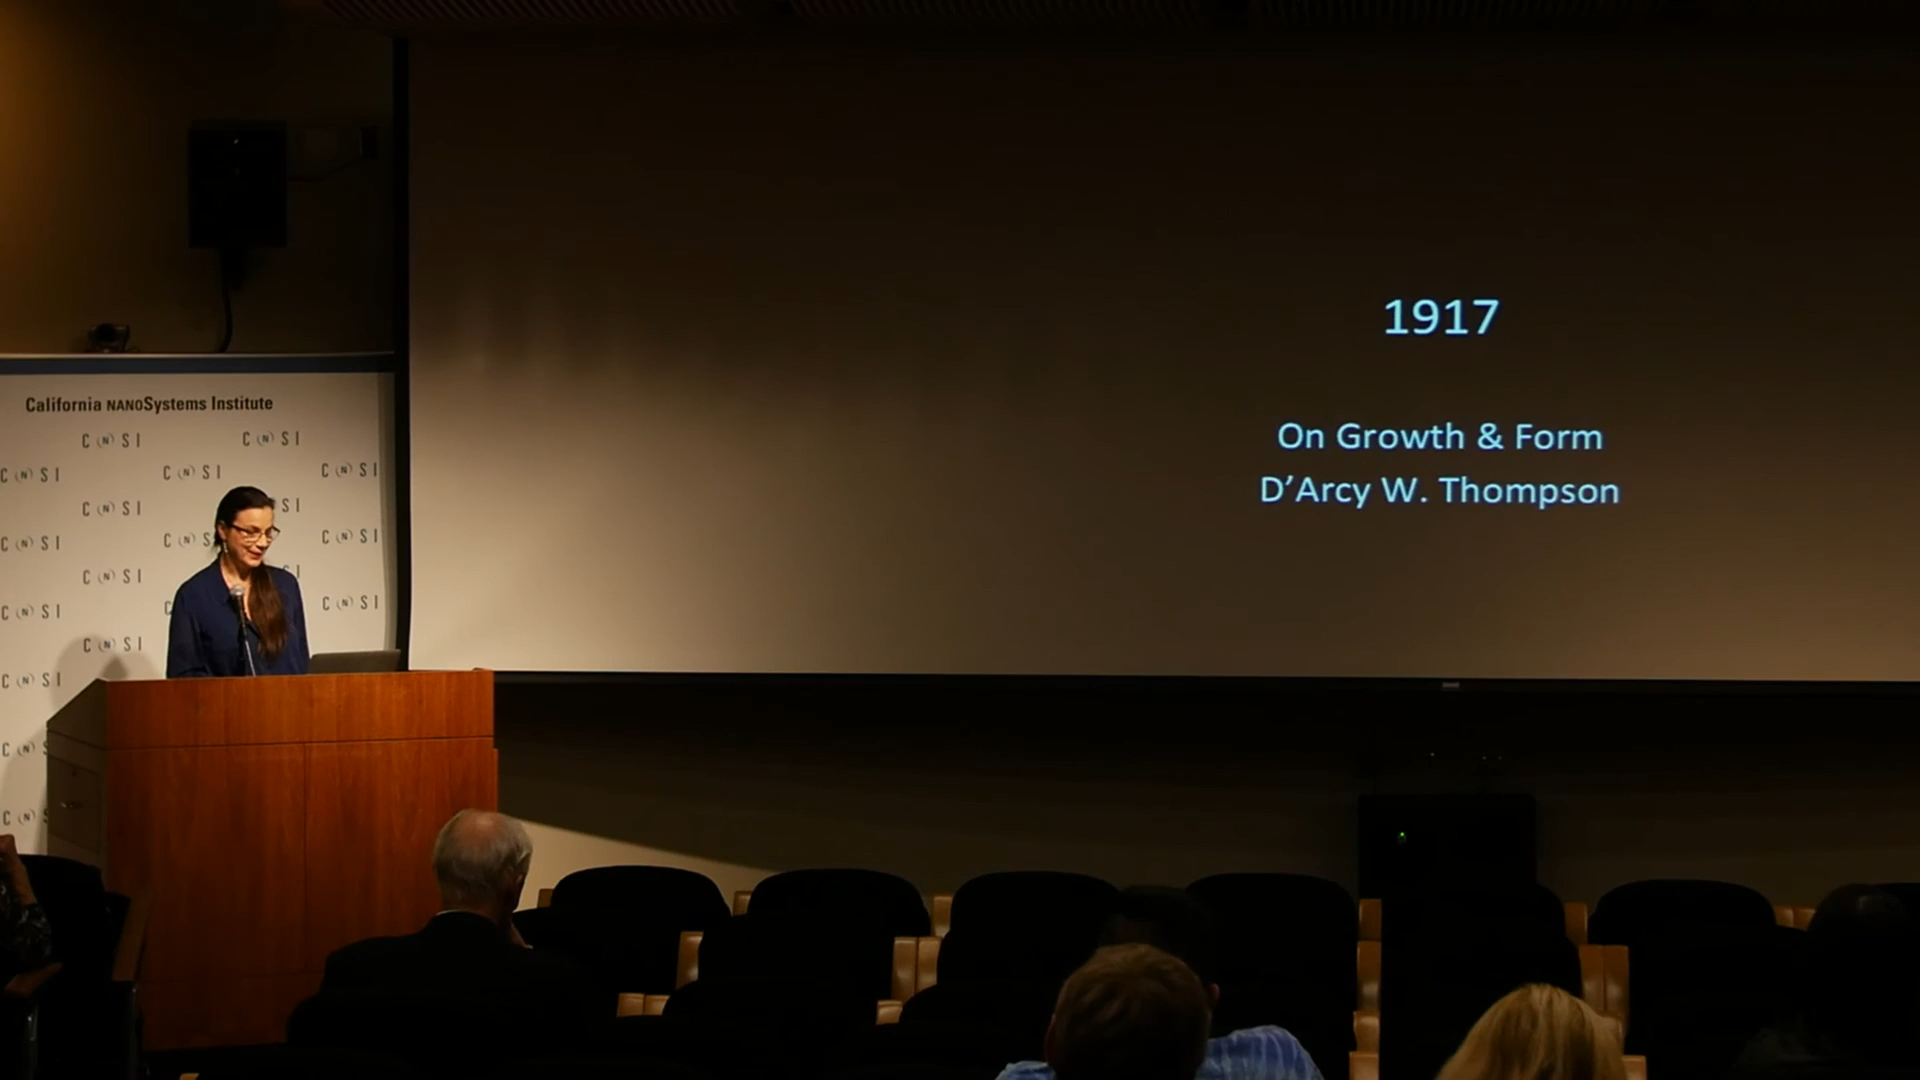 1917
On Growth & Form
D’Arcy W. Thompson
California NANOSystems Institute
C N S I C N S I
C N S I C N S I C N S I
C N S I S I
C N S I C N S C N S I
C N S I S I
C N S I C C N S I
C N S I
C N S I
C N S
C N S